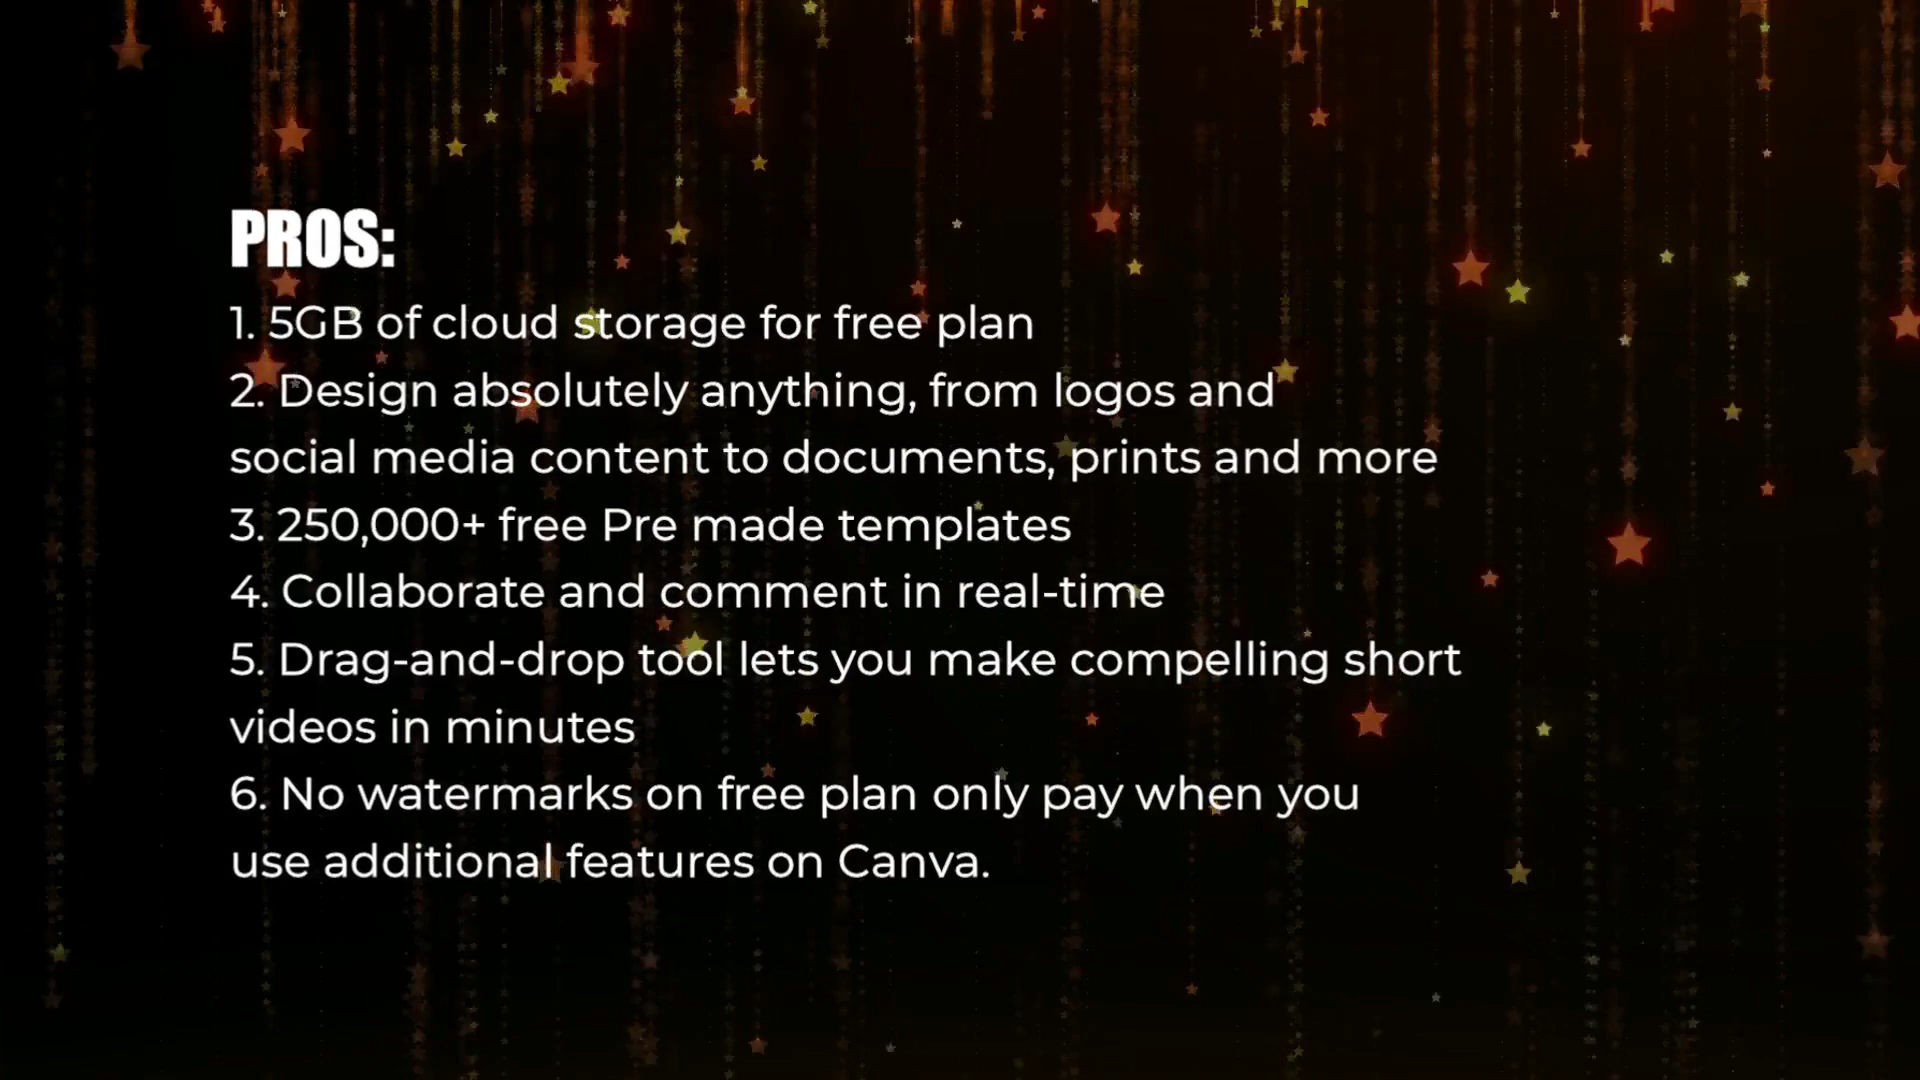 PROS:
1. 5GB of cloud storage for free plan
2. Design absolutely anything, from logos and
social media content to documents, prints and more
3. 250,000+ free Pre made templates
4. Collaborate and comment in real-time
5. Drag-and-drop tool lets you make compelling short
videos in minutes
6. No watermarks on free plan only pay when you
use additional features on Canva.